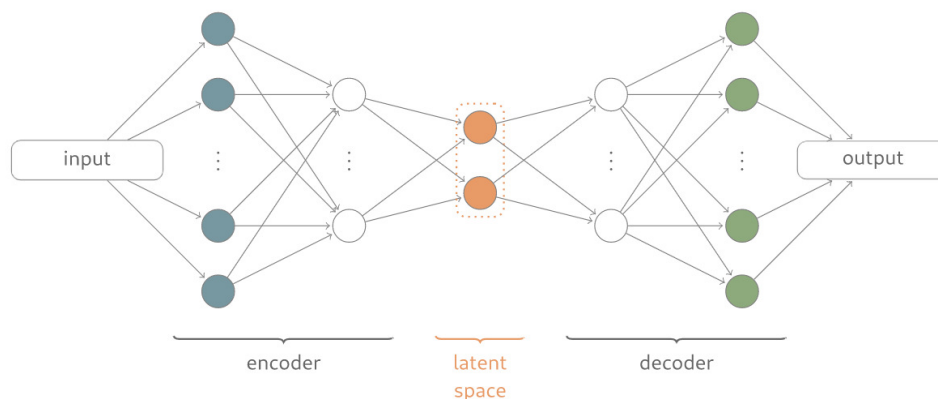 input
output
encoder
latent
space
decoder